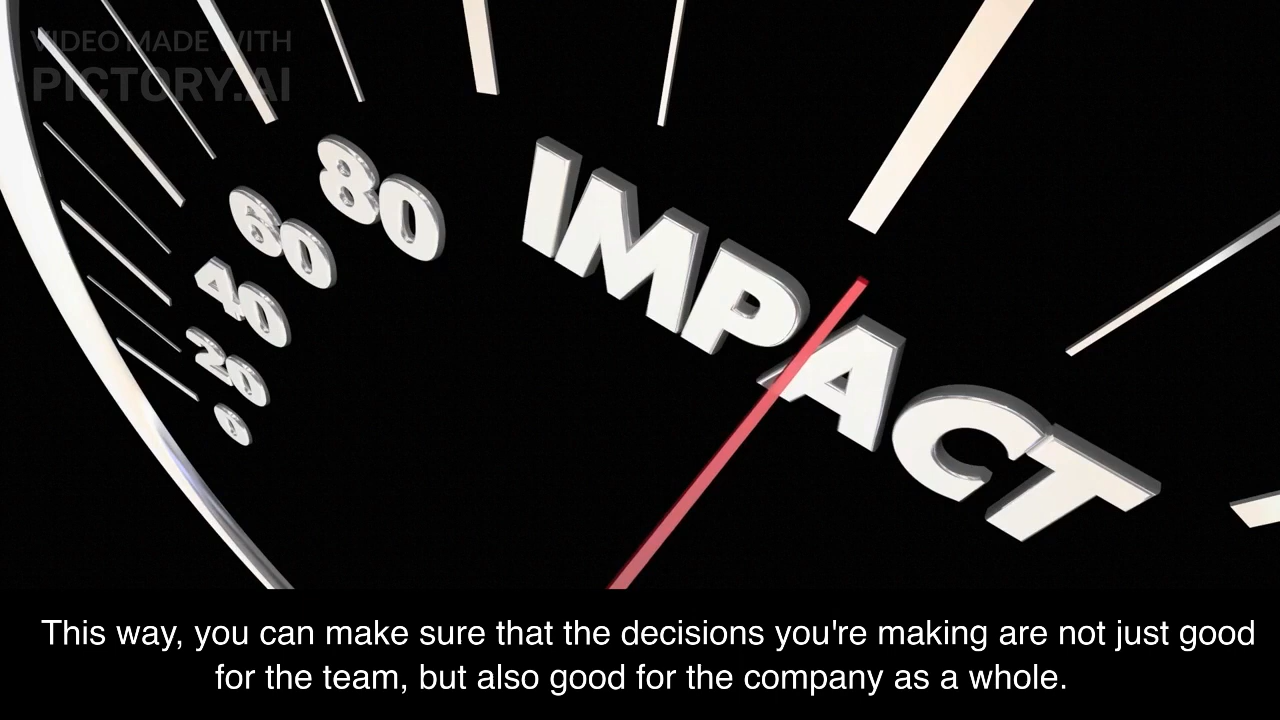 VIDEO MADE WITH
PICTORY.AI
80
60
40
20
0
IMPACT
This way, you can make sure that the decisions you're making are not just good
for the team, but also good for the company as a whole.